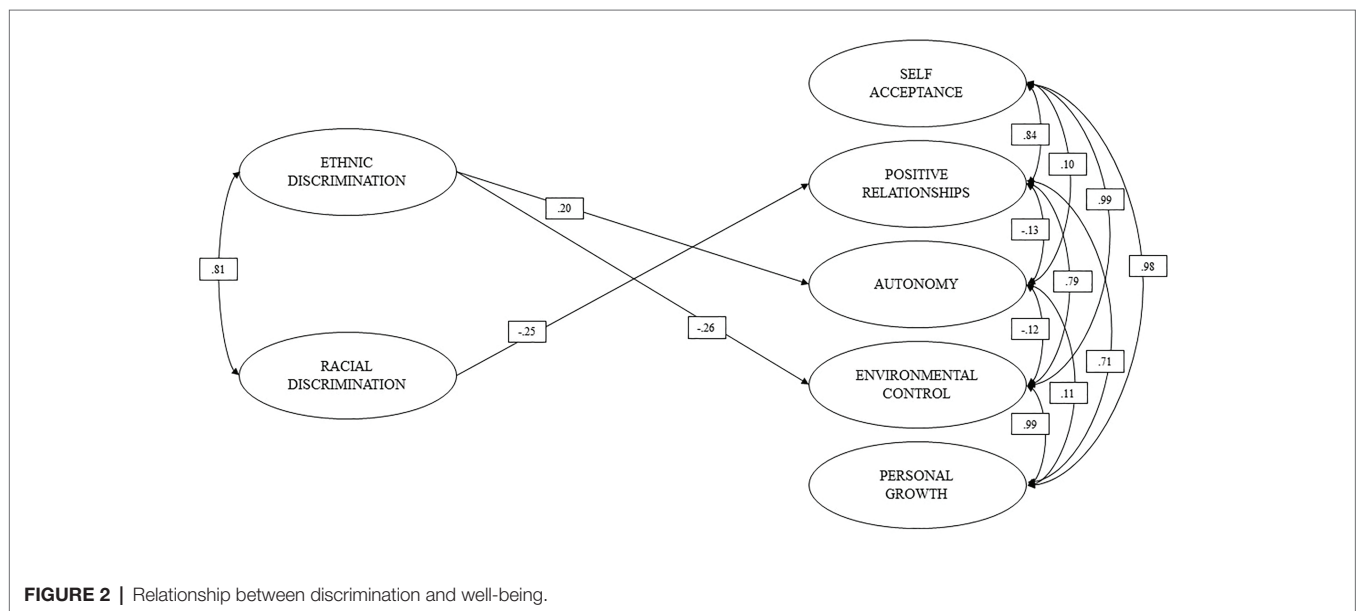 SELF
ACCEPTANCE
.84
ETHNIC
DISCRIMINATION
.10
POSITIVE
RELATIONSHIPS
.99
.20
-.13
.81
.98
AUTONOMY
.79
-.25
-.26
-.12
RACIAL
DISCRIMINATION
ENVIRONMENTAL
CONTROL
.71
.11
.99
PERSONAL
GROWTH
FIGURE 2 | Relationship between discrimination and well-being.